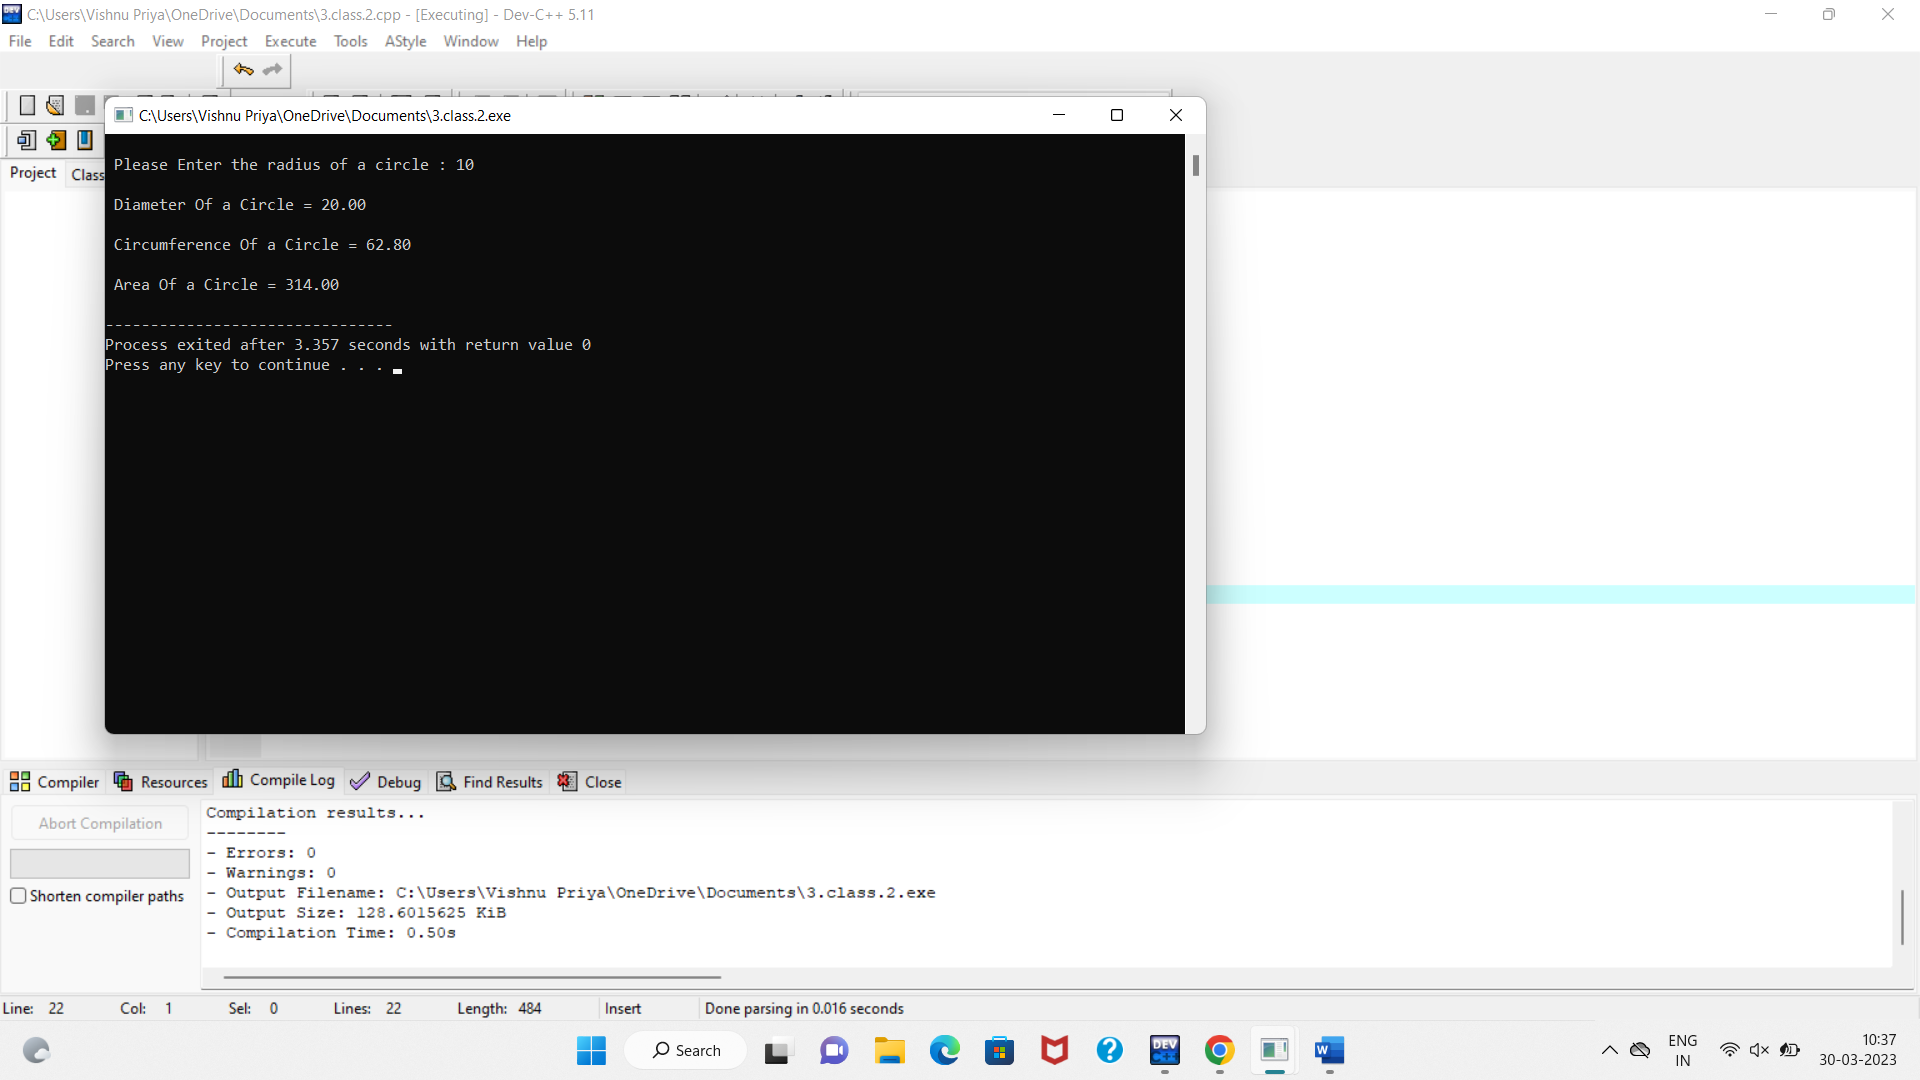 C:\Users\Vishnu Priya\OneDrive\Documents\3.class.2.cpp - [Executing] - Dev-C++ 5.11
File Edit Search View Project Execute Tools AStyle Window Help
C:\Users\Vishnu Priya\OneDrive\Documents\3.class.2.exe
Project Class
Please Enter the radius of a circle : 10
Diameter Of a Circle = 20.00
Circumference Of a Circle = 62.80
Area Of a Circle = 314.00
--------------------------------
Process exited after 3.357 seconds with return value 0
Press any key to continue . . .
Compiler Resources Compile Log Debug Find Results Close
Abort Compilation
Shorten compiler paths
Compilation results...
--------
- Errors: 0
- Warnings: 0
- Output Filename: C:\Users\Vishnu Priya\OneDrive\Documents\3.class.2.exe
- Output Size: 128.6015625 KiB
- Compilation Time: 0.50s
Line: 22 Col: 1 Sel: 0 Lines: 22 Length: 484 Insert Done parsing in 0.016 seconds
Search
DEV
C++
W
ENG
IN
10:37
30-03-2023